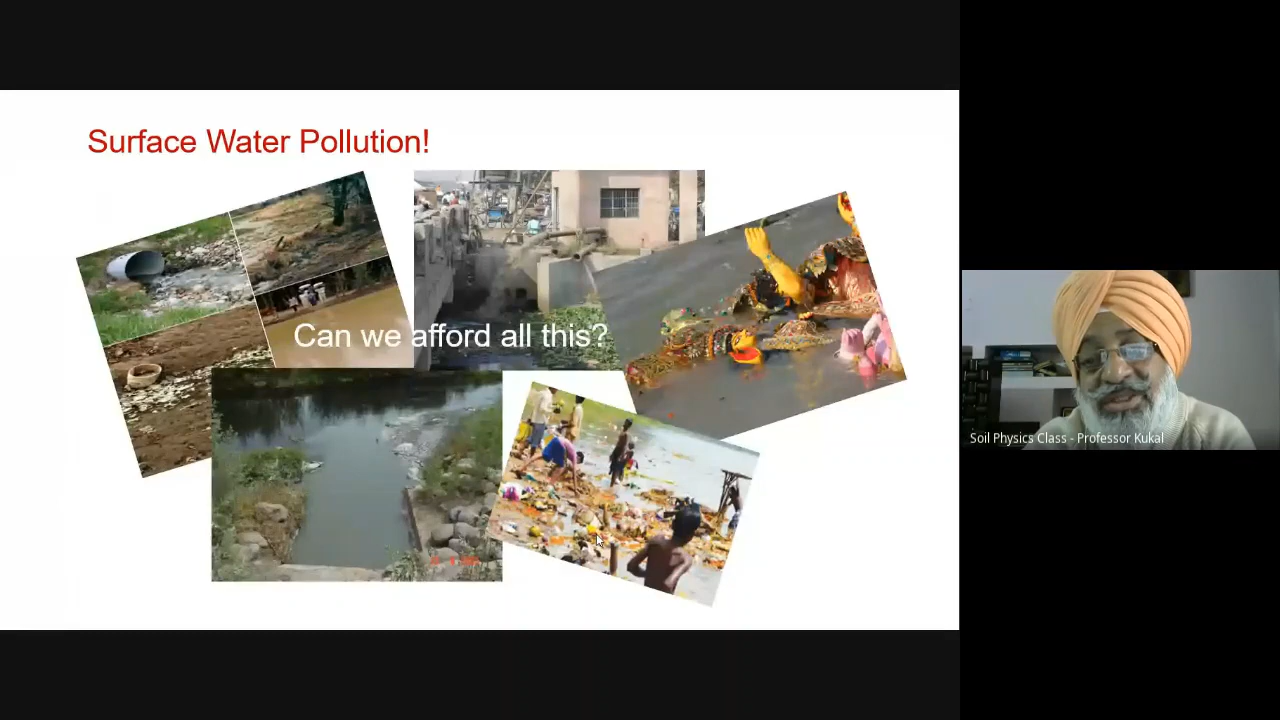 Surface Water Pollution!
Can we afford all this?
Soil Physics Class - Professor Kukal